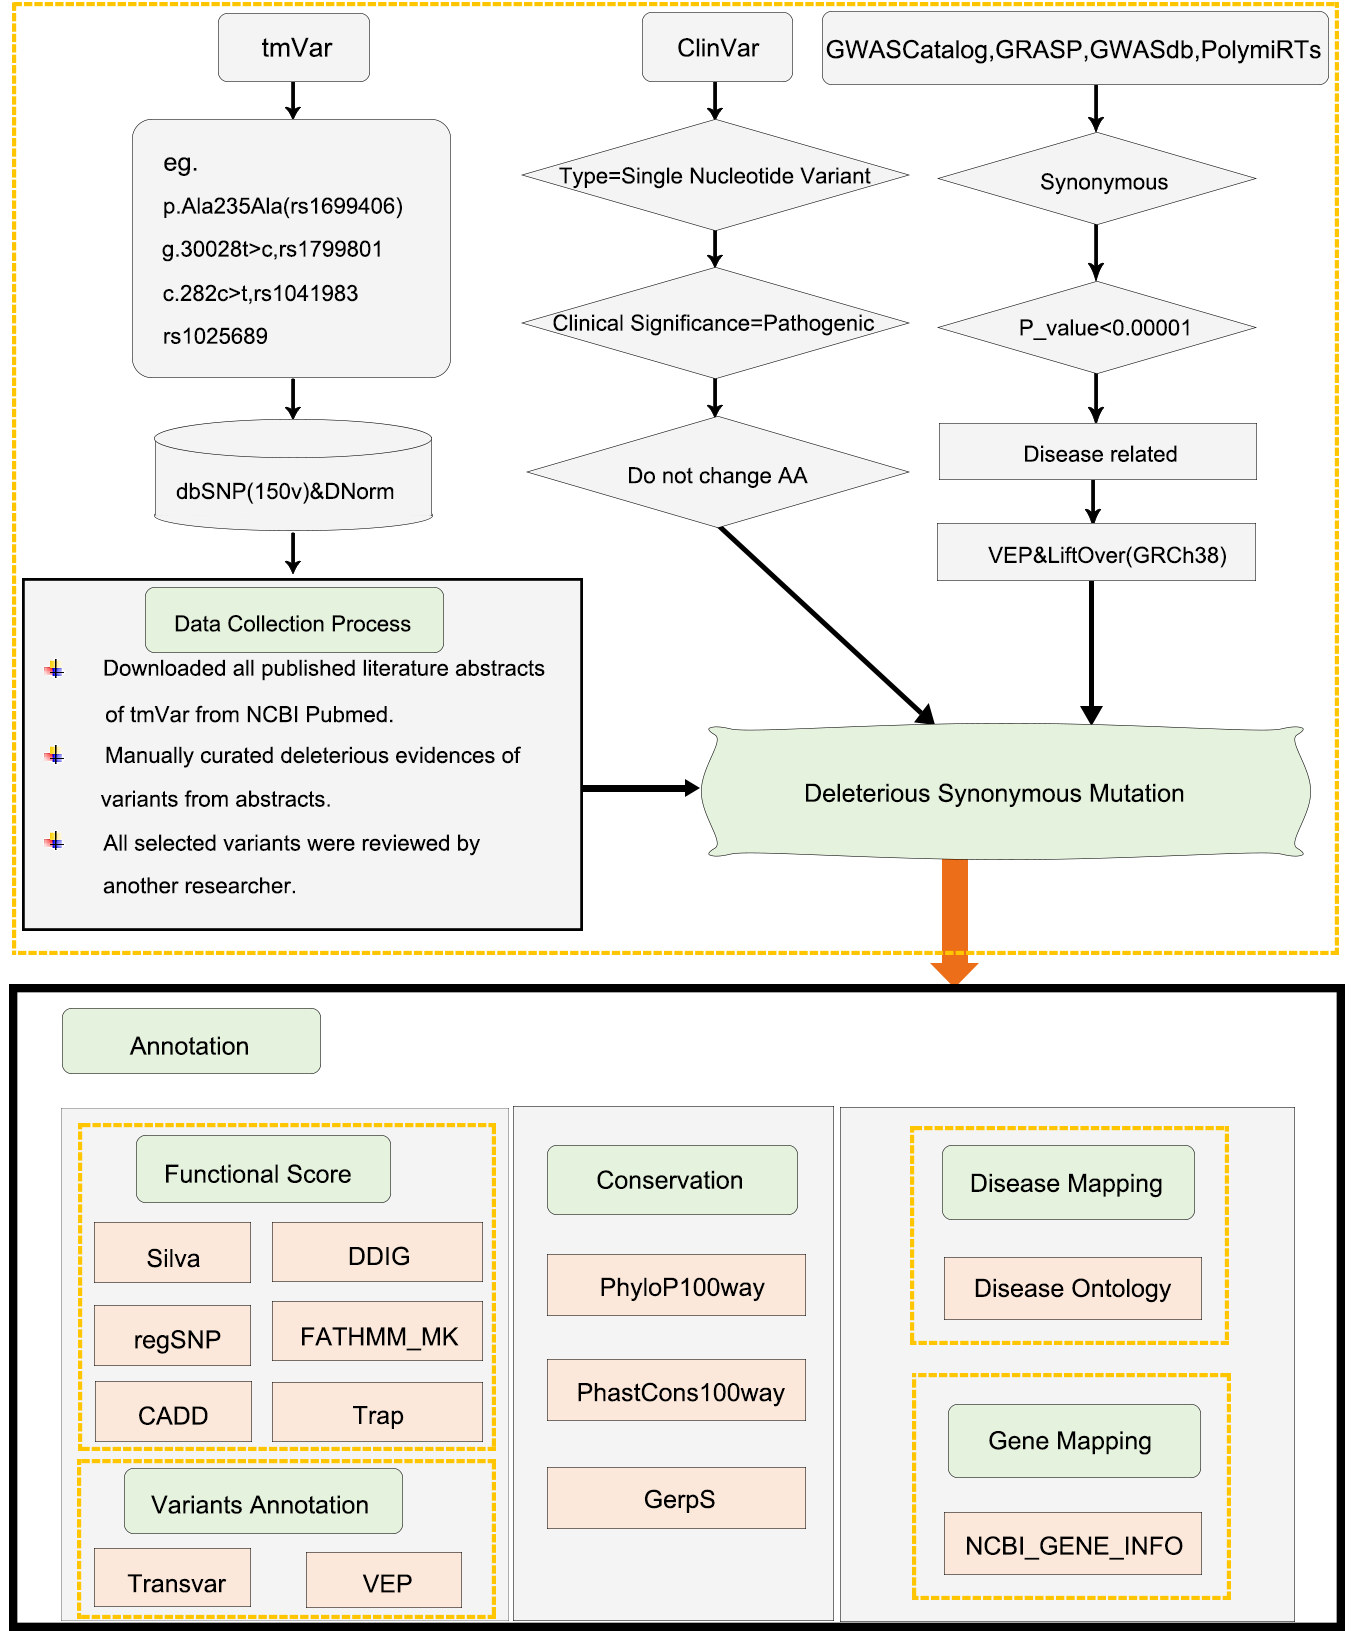 tmVar
eg.
p.Ala235Ala(rs1699406)
g.30028t>c,rs1799801
c.282c>t,rs1041983
rs1025689
dbSNP(150v)&DNorm
Data Collection Process
Downloaded all published literature abstracts
of tmVar from NCBI Pubmed.
Manually curated deleterious evidences of
variants from abstracts.
All selected variants were reviewed by
another researcher.
ClinVar
Type=Single Nucleotide Variant
Clinical Significance=Pathogenic
Do not change AA
GWASCatalog,GRASP,GWASdb,PolymiRTs
Synonymous
P_value<0.00001
Disease related
VEP&LiftOver(GRCh38)
Deleterious Synonymous Mutation
Annotation
Functional Score
Silva
DDIG
regSNP
FATHMM_MK
CADD
Trap
Variants Annotation
Transvar
VEP
Conservation
PhyloP100way
PhastCons100way
GerpS
Disease Mapping
Disease Ontology
Gene Mapping
NCBI_GENE_INFO